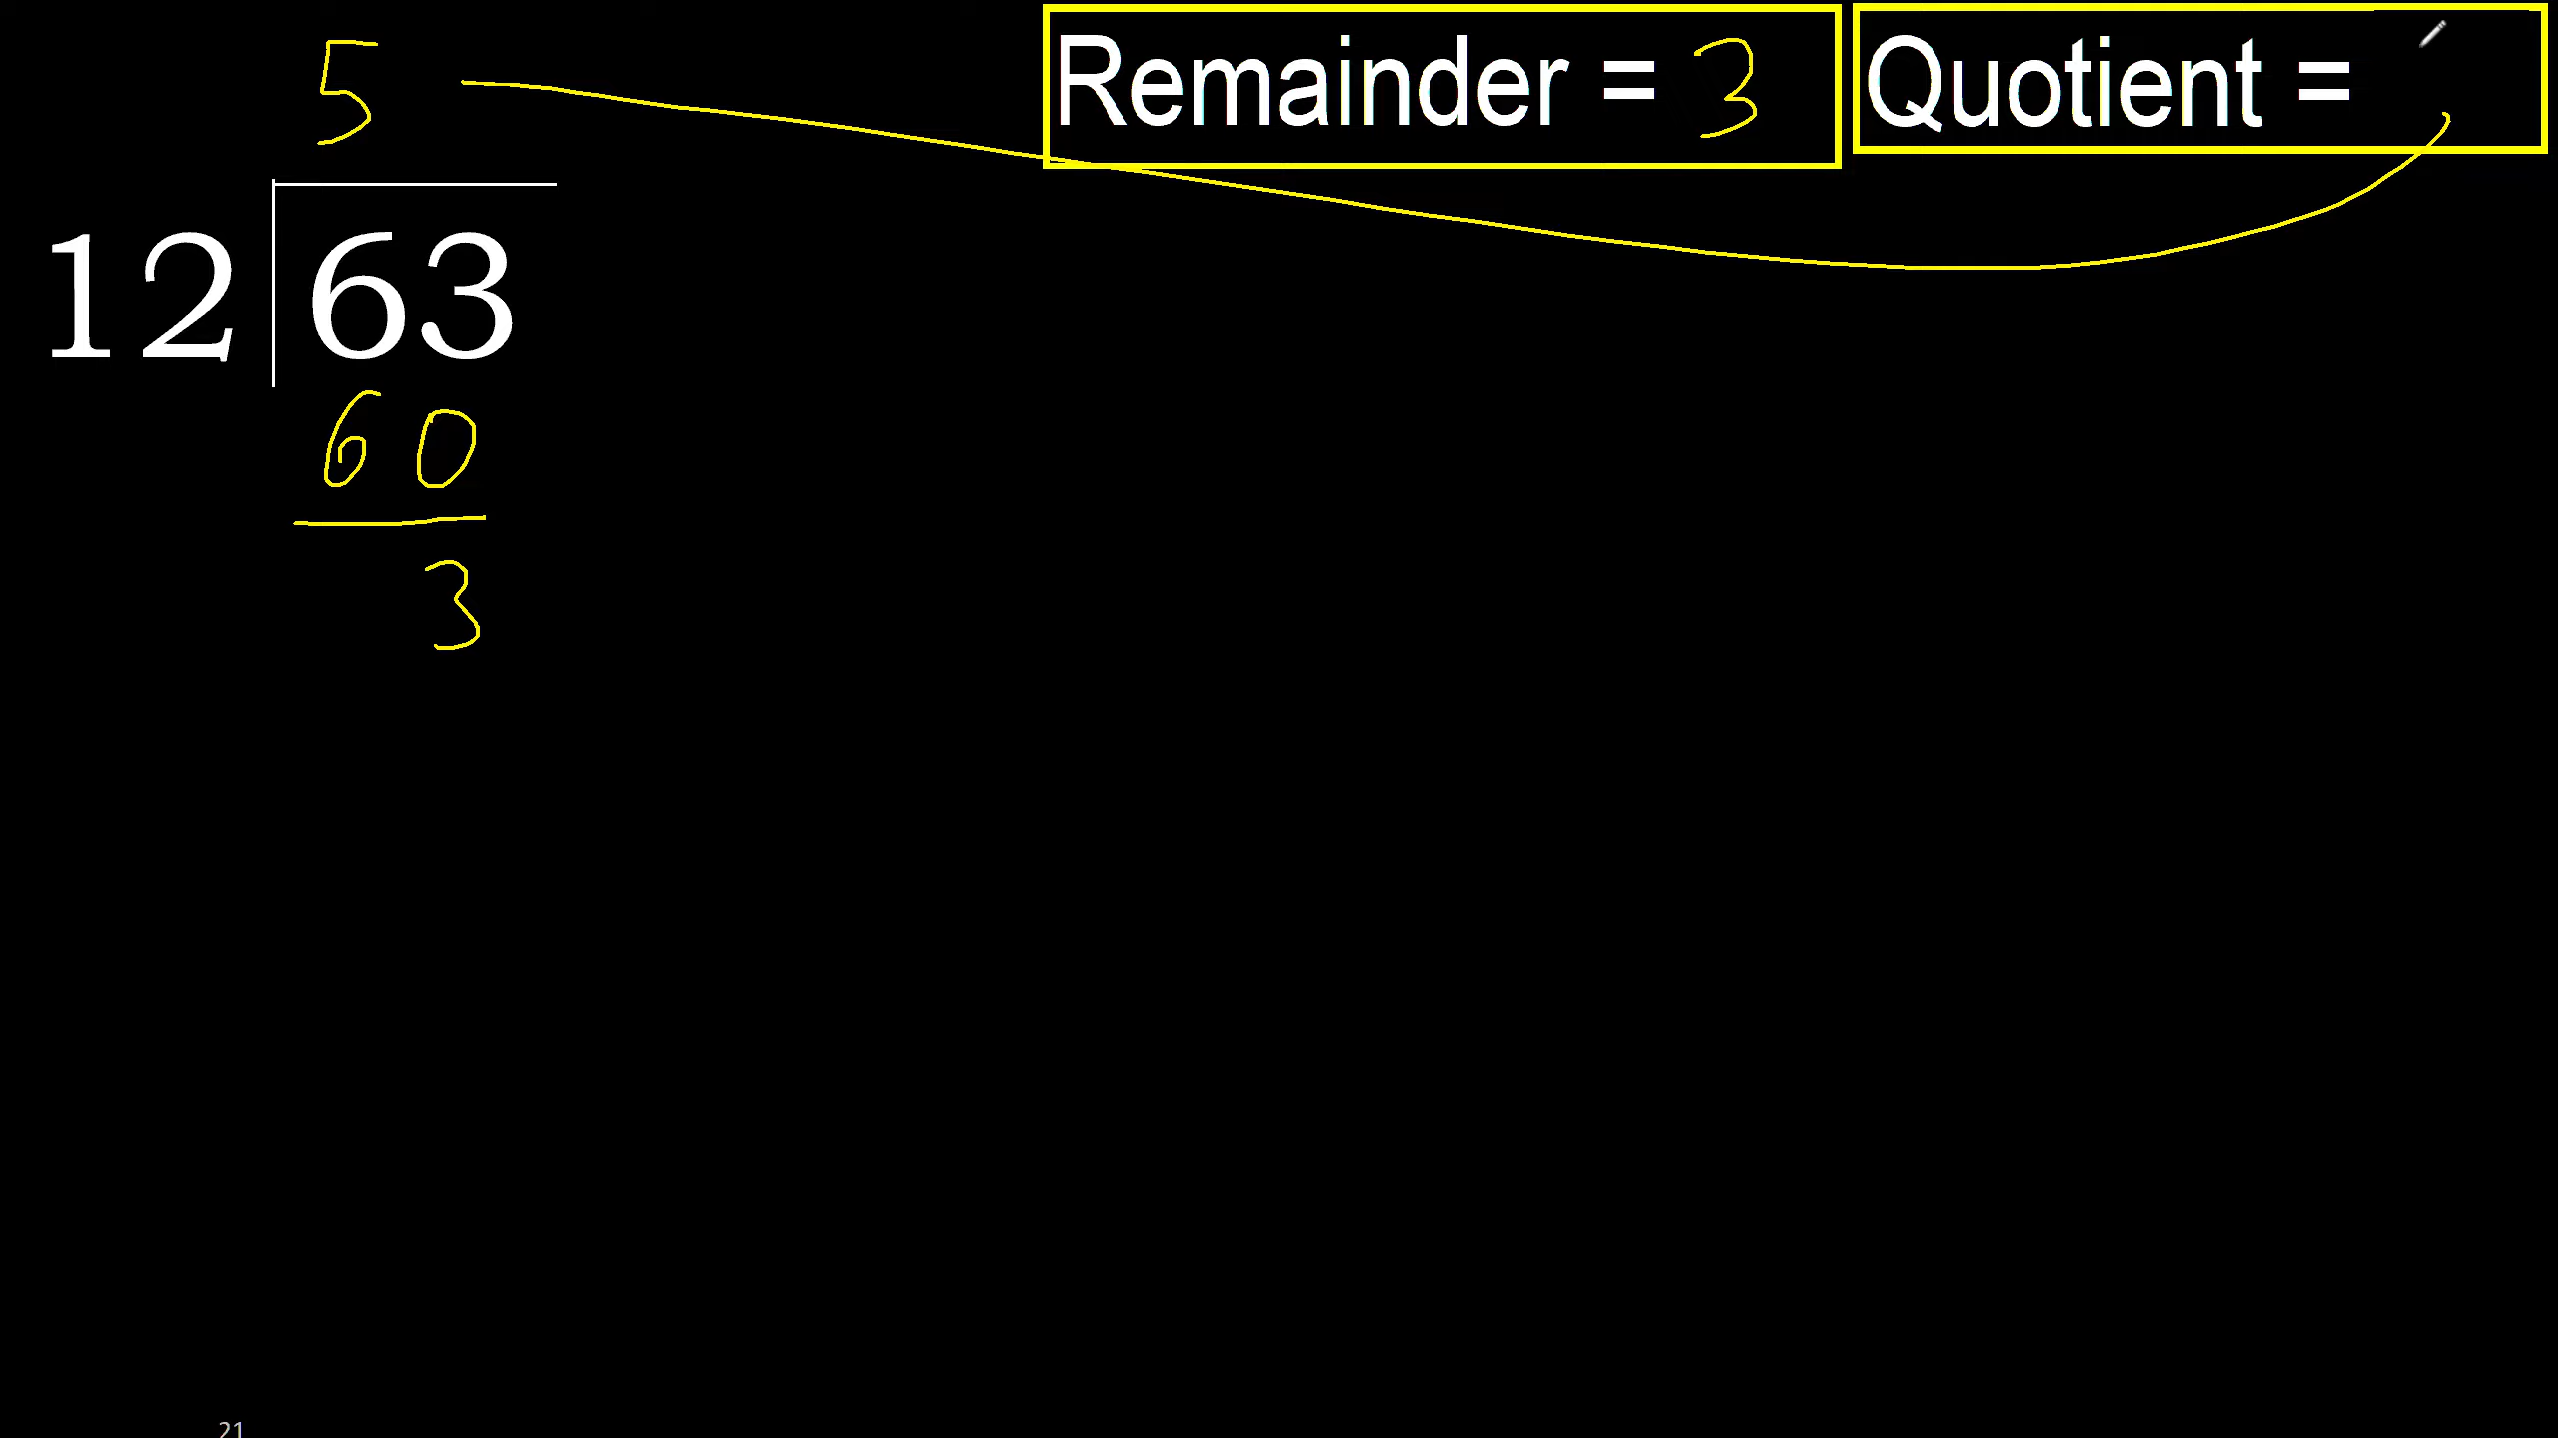 5
Remainder = 3
Quotient =
12 63
60
3
21